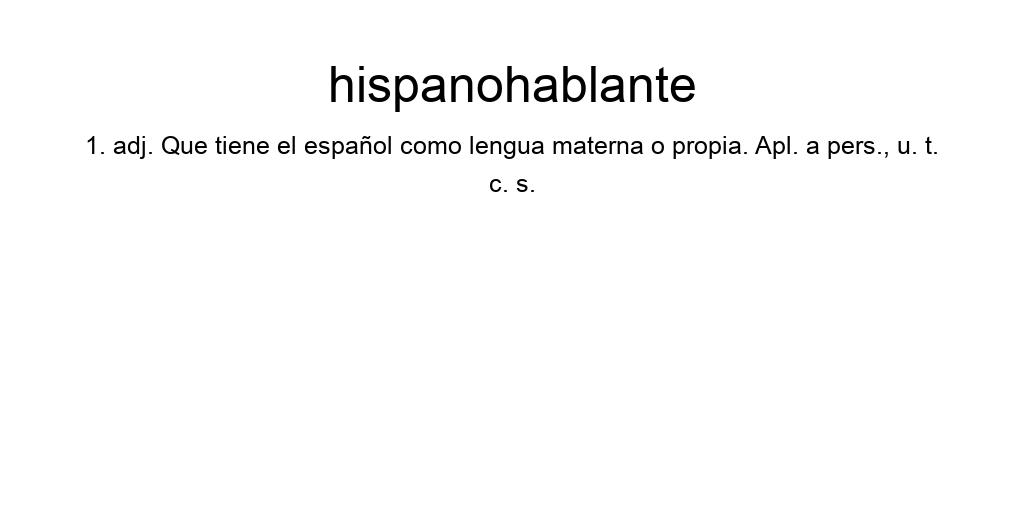 hispanohablante
1. adj. Que tiene el español como lengua materna o propia. Apl. a pers., u. t.
c. s.